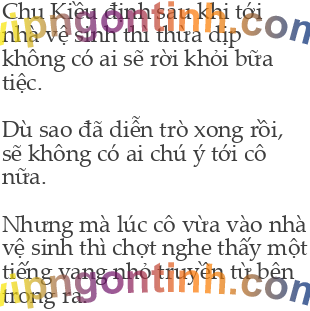 Chu Kiều định sau khi tới
nhà vệ sinh thì thừa dịp
không có ai sẽ rời khỏi bữa
tiệc.
Dù sao đã diễn trò xong rồi,
sẽ không có ai chú ý tới cô
nữa.
Nhưng mà lúc cô vừa vào nhà
vệ sinh thì chợt nghe thấy một
tiếng vang nhỏ truyền từ bên
trong ra.
vipngontinh.com
vipngontinh.com